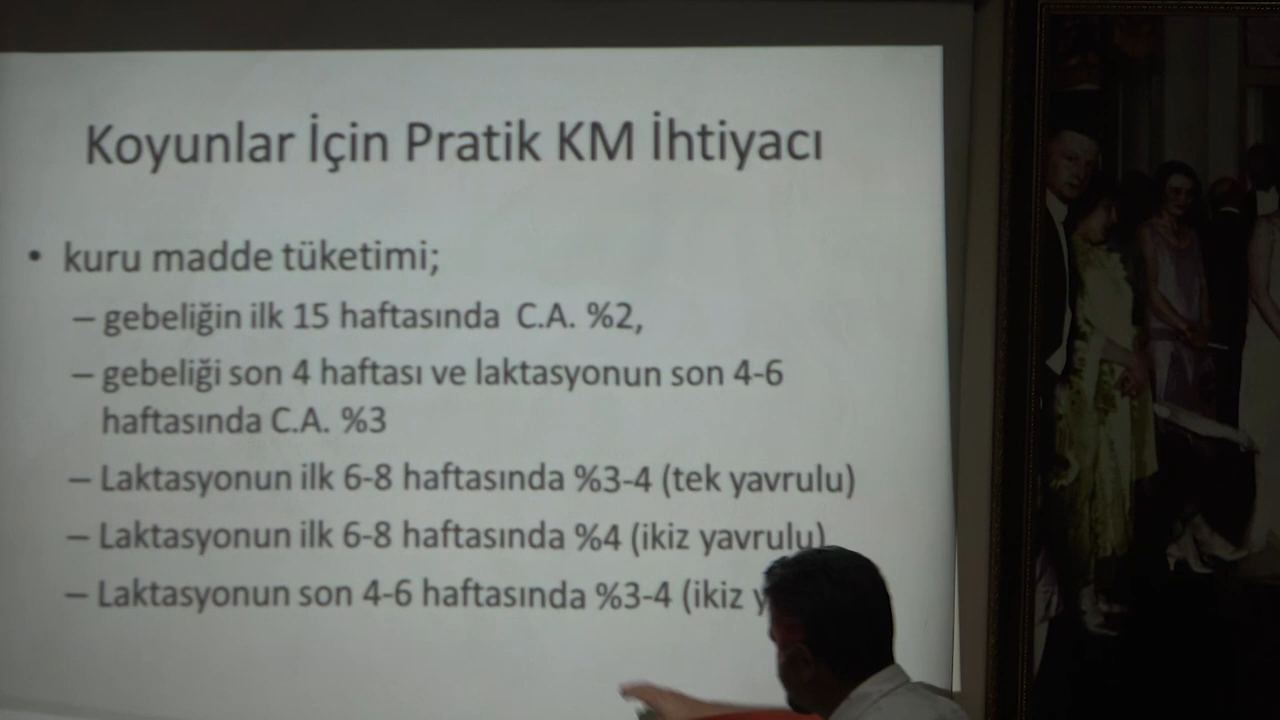 Koyunlar İçin Pratik KM İhtiyacı
• kuru madde tüketimi;
– gebeliğin ilk 15 haftasında C.A. %2,
– gebeliği son 4 haftası ve laktasyonun son 4-6
haftasında C.A. %3
– Laktasyonun ilk 6-8 haftasında %3-4 (tek yavrulu)
– Laktasyonun ilk 6-8 haftasında %4 (ikiz yavrulu)
– Laktasyonun son 4-6 haftasında %3-4 (ikiz